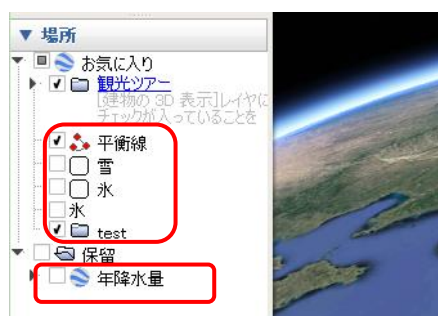 場所
お気に入り
観光ツアー
[建物の 3D 表示]レイヤに
チェックが入っていることを
平衡線
雪
氷
氷
test
保留
年降水量